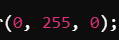 (0, 255, 0);